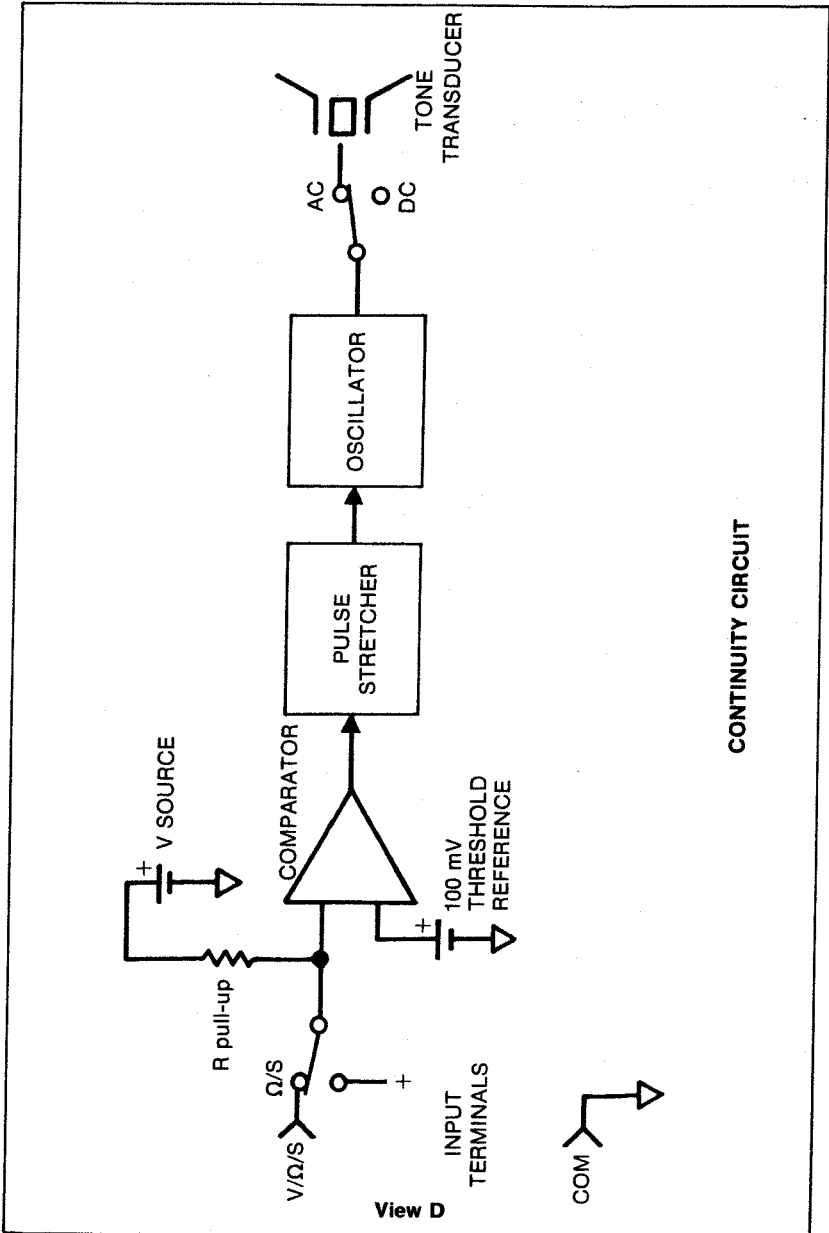 AC
DC
TONE
TRANSDUCER
OSCILLATOR
PULSE
STRETCHER
+
V SOURCE
COMPARATOR
+
100 mV
THRESHOLD
REFERENCE
R pull-up
Ω/S
V/Ω/S
+
INPUT
TERMINALS
COM
CONTINUITY CIRCUIT
View D